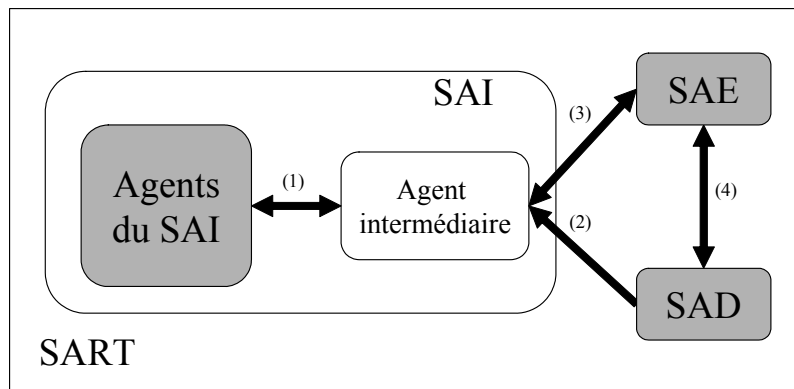 SAI
SAE
(3)
Agents
du SAI
(1)
Agent
intermédiaire
(4)
(2)
SAD
SART